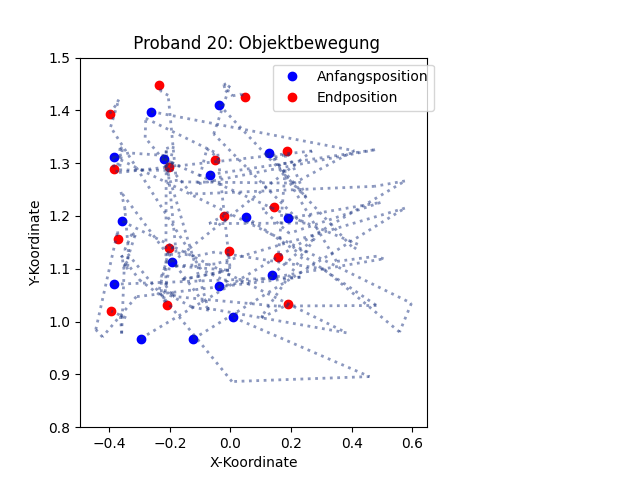 Proband 20: Objektbewegung
Anfangsposition
Endposition
1.5
1.4
1.3
1.2
1.1
1.0
0.9
0.8
Y-Koordinate
−0.4 −0.2 0.0 0.2 0.4 0.6
X-Koordinate